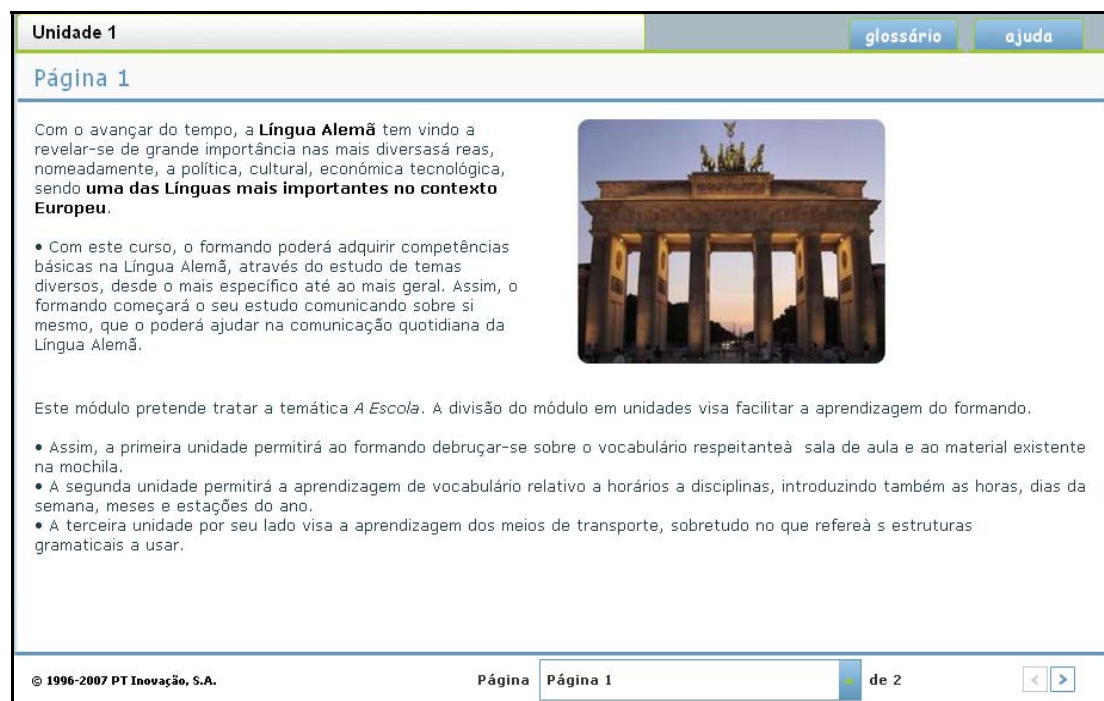 Unidade 1
glossário
ajuda
Página 1
Com o avançar do tempo, a Língua Alemã tem vindo a
revelar-se de grande importância nas mais diversasá reas,
nomeadamente, a política, cultural, económica tecnológica,
sendo uma das Línguas mais importantes no contexto
Europeu.
• Com este curso, o formando poderá adquirir competências
básicas na Língua Alemã, através do estudo de temas
diversos, desde o mais específico até ao mais geral. Assim, o
formando começará o seu estudo comunicando sobre si
mesmo, que o poderá ajudar na comunicação quotidiana da
Língua Alemã.
Este módulo pretende tratar a temática A Escola. A divisão do módulo em unidades visa facilitar a aprendizagem do formando.
• Assim, a primeira unidade permitirá ao formando debruçar-se sobre o vocabulário respeitanteà sala de aula e ao material existente
na mochila.
• A segunda unidade permitirá a aprendizagem de vocabulário relativo a horários a disciplinas, introduzindo também as horas, dias da
semana, meses e estações do ano.
• A terceira unidade por seu lado visa a aprendizagem dos meios de transporte, sobretudo no que refereà s estruturas
gramaticais a usar.
© 1996-2007 PT Inovação, S.A.
Página
Página 1
de 2
< >